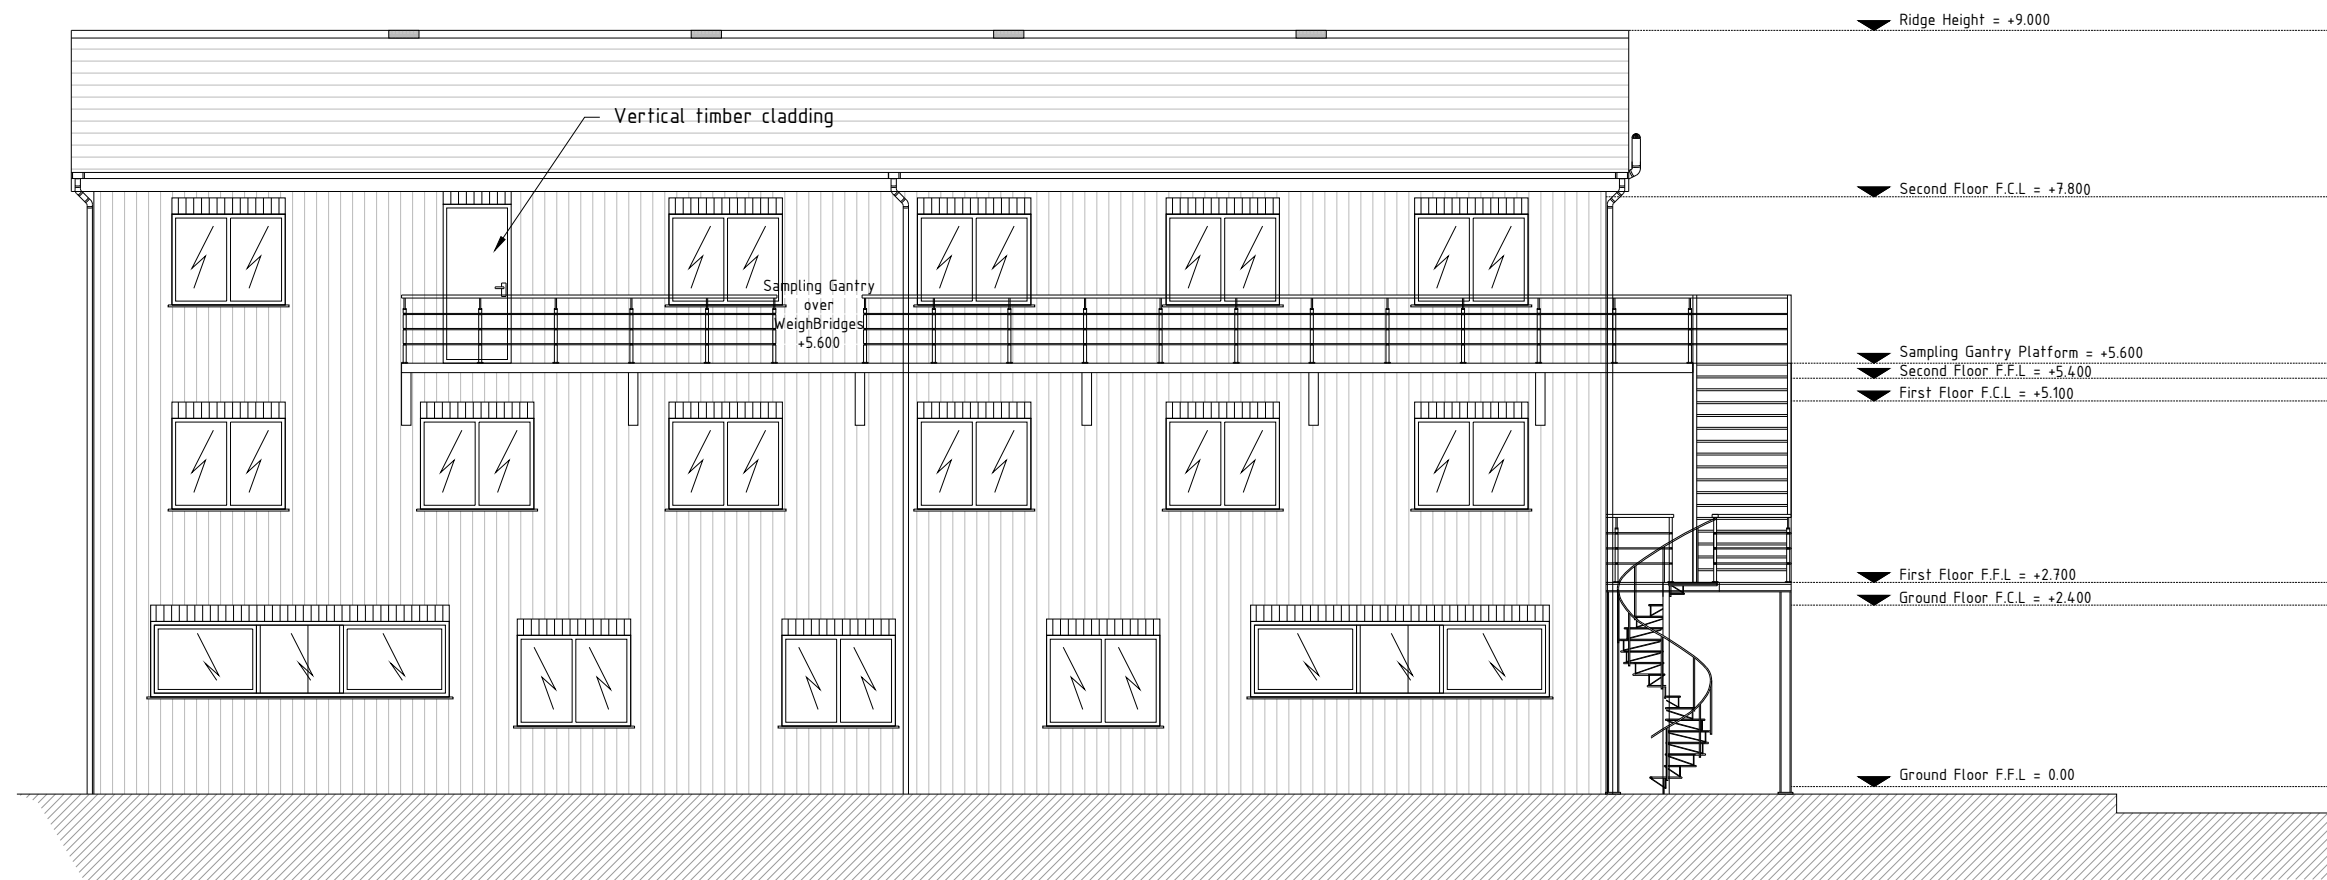 Ridge Height = +9.000
Vertical timber cladding
Second Floor F.C.L = +7.800
Sampling Gantry
over
WeighBridges
+5.600
Sampling Gantry Platform = +5.600
Second Floor F.F.L = +5.400
First Floor F.C.L = +5.100
First Floor F.F.L = +2.700
Ground Floor F.C.L = +2.400
Ground Floor F.F.L = 0.00